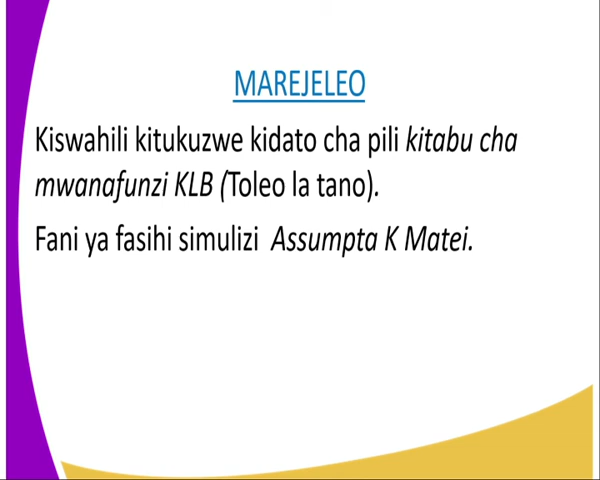 MAREJELEO
Kiswahili kitukuzwe kidato cha pili kitabu cha
mwanafunzi KLB (Toleo la tano).
Fani ya fasihi simulizi Assumpta K Matei.